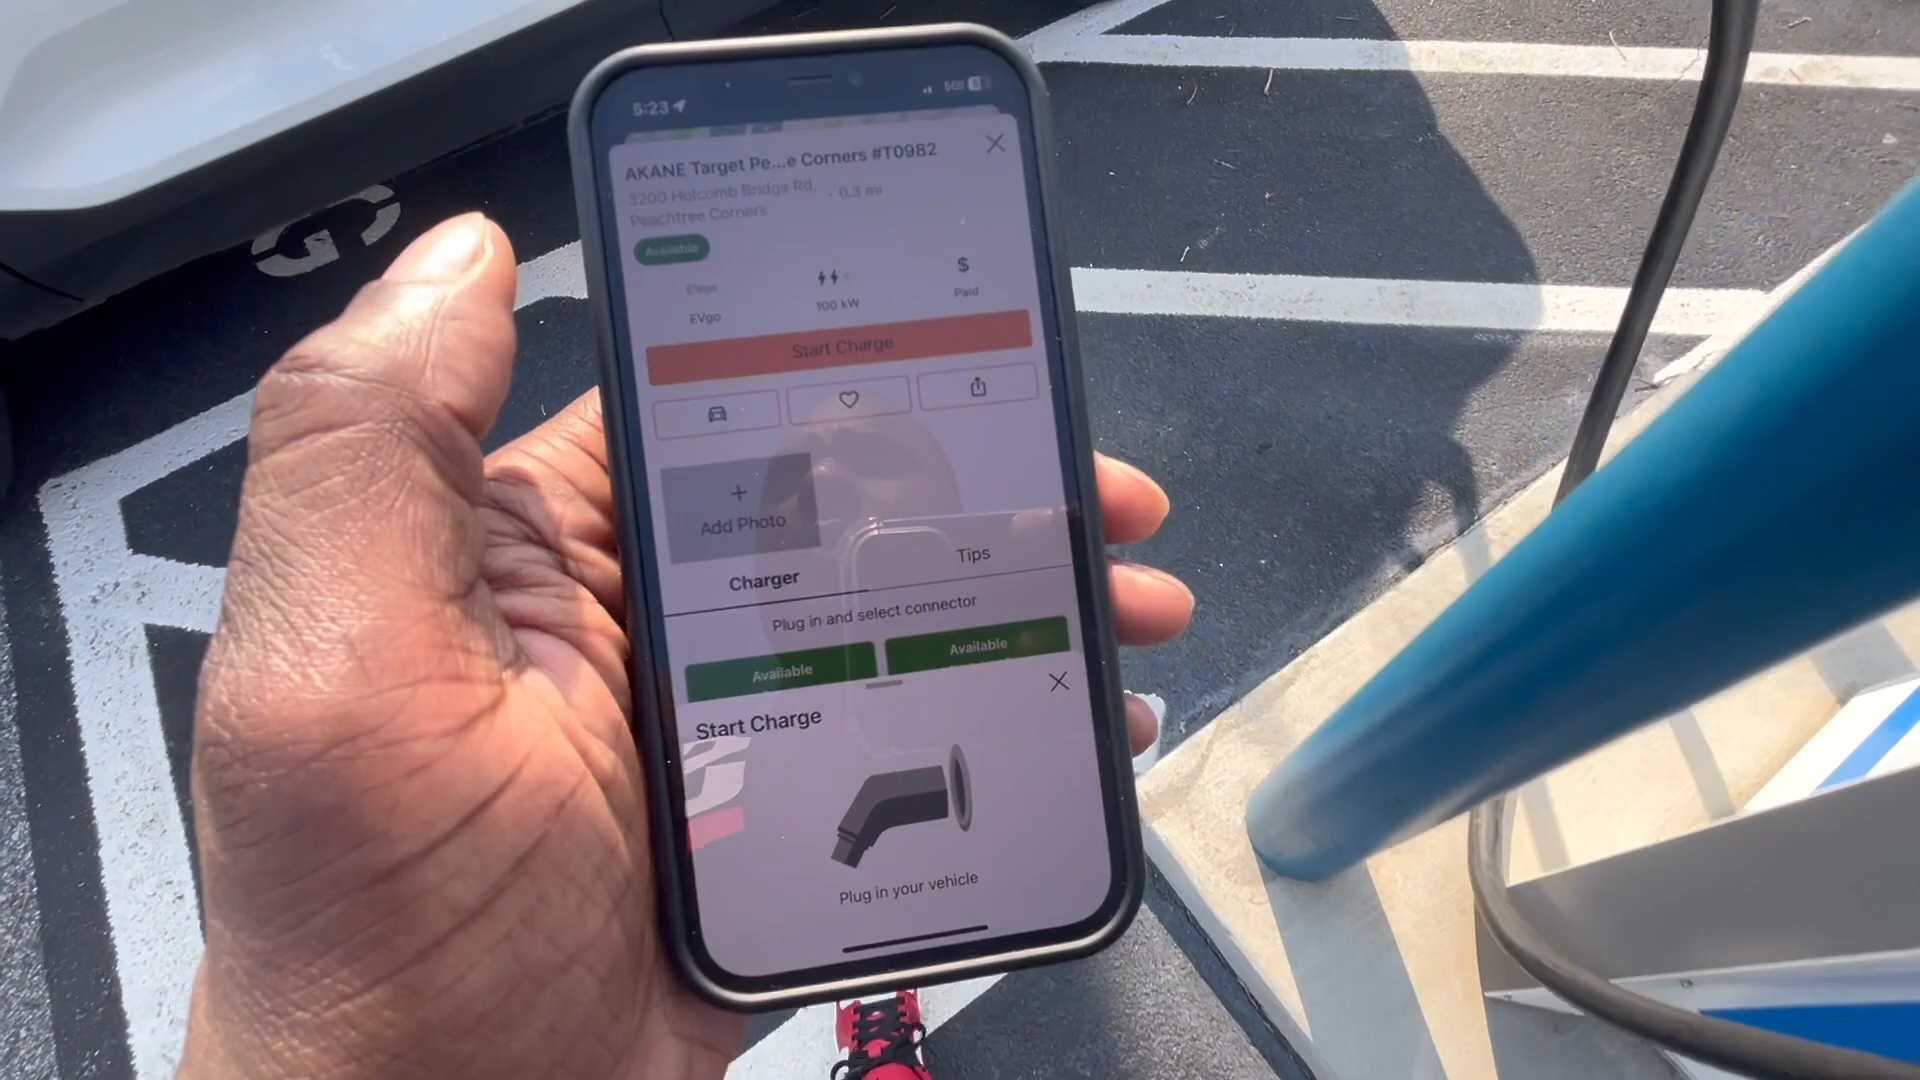 5:23
5G
AKANE Target Pe...e Corners #T0982
3200 Holcomb Bridge Rd,
Peachtree Corners
· 0.3 mi
Available
EVgo
EVgo
100 kW
$
Paid
Start Charge
+
Add Photo
Charger
Tips
Plug in and select connector
Available
Available
Start Charge
Plug in your vehicle